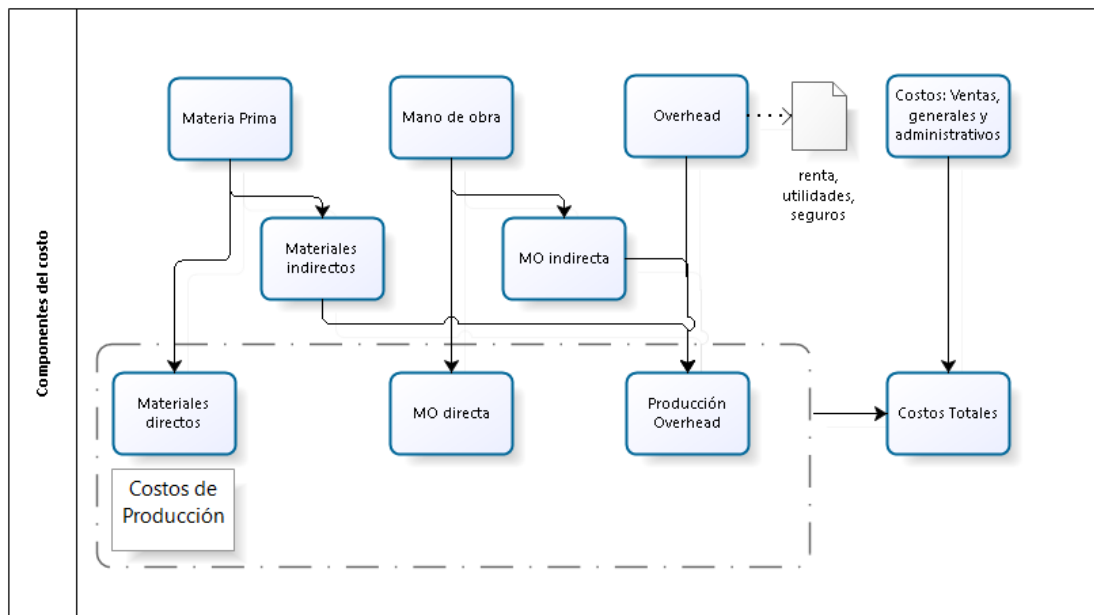 Componentes del costo
Materia Prima
Mano de obra
Overhead
renta,
utilidades,
seguros
Costos: Ventas,
generales y
administrativos
Materiales
indirectos
MO indirecta
Materiales
directos
MO directa
Producción
Overhead
Costos Totales
Costos de
Producción